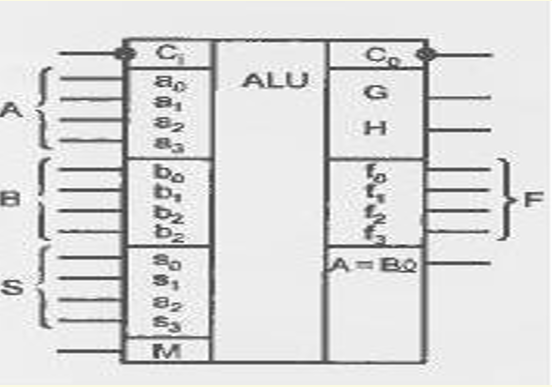 Cᵢ ALU C₀
a₀
A a₁ G
a₂ H
a₃
b₀ f₀
B b₁ f₁ F
b₂ f₂
b₂ f₃
s₀ A = B
S s₁
s₂
s₃
M